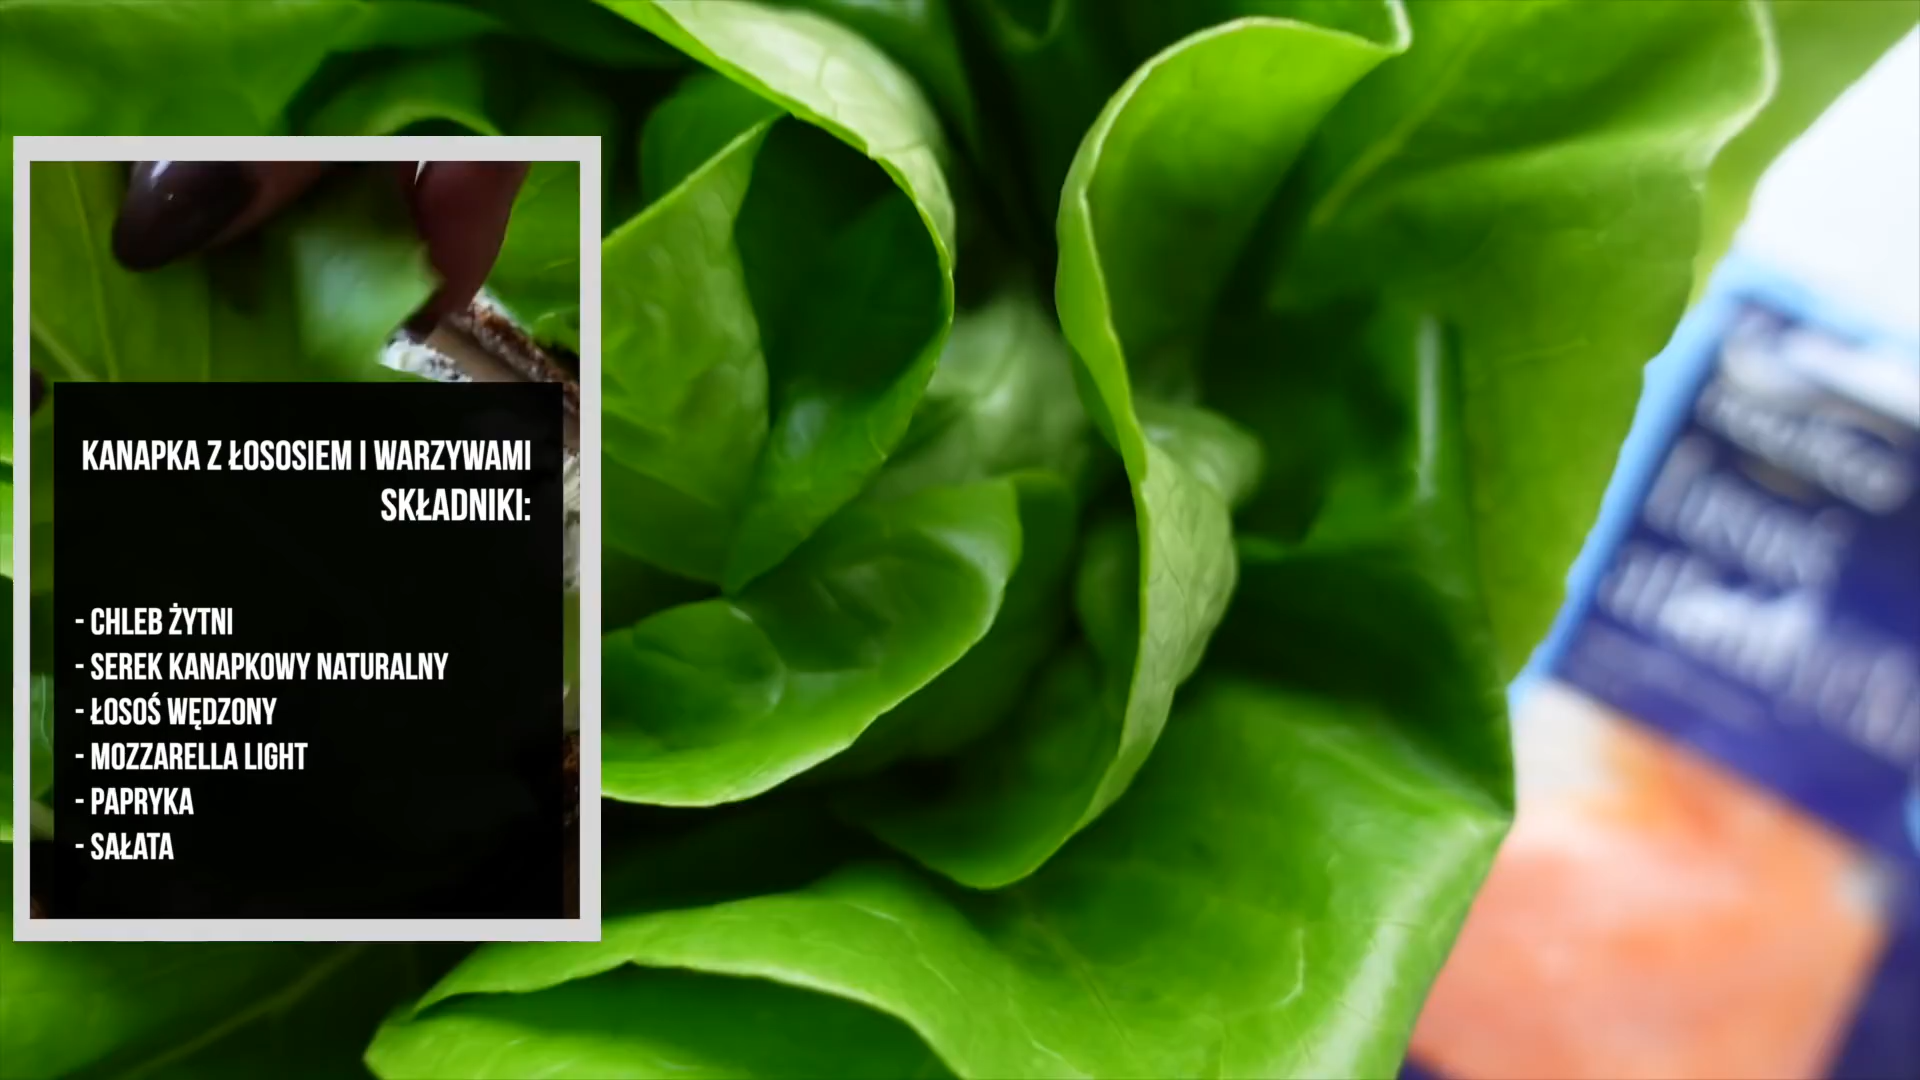 KANAPKA Z ŁOSOSIEM I WARZYWAMI
SKŁADNIKI:
- CHLEB ŻYTNI
- SEREK KANAPKOWY NATURALNY
- ŁOSOŚ WĘDZONY
- MOZZARELLA LIGHT
- PAPRYKA
- SAŁATA